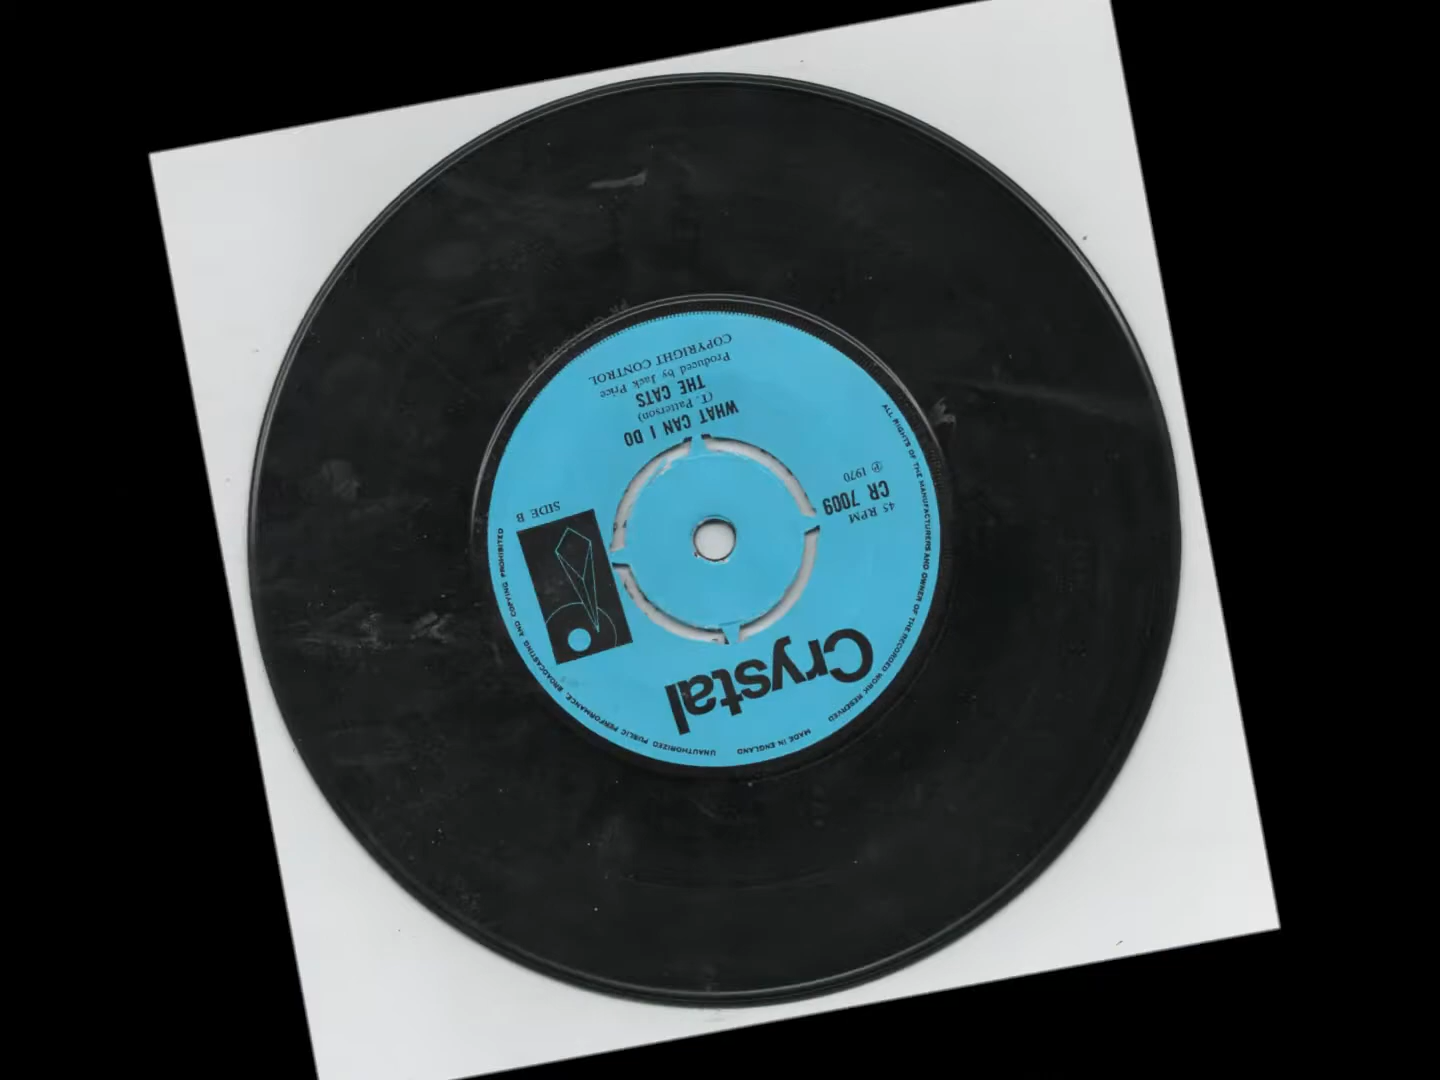 Crystal
45 RPM
CR 7009
℗ 1970
SIDE B
WHAT CAN I DO
(T. Patterson)
THE CATS
Produced by Jack Price
COPYRIGHT CONTROL
ALL RIGHTS OF THE MANUFACTURERS AND OWNER OF THE RECORDED WORK RESERVED
MADE IN ENGLAND
UNAUTHORIZED PUBLIC PERFORMANCE, BROADCASTING AND COPYING PROHIBITED